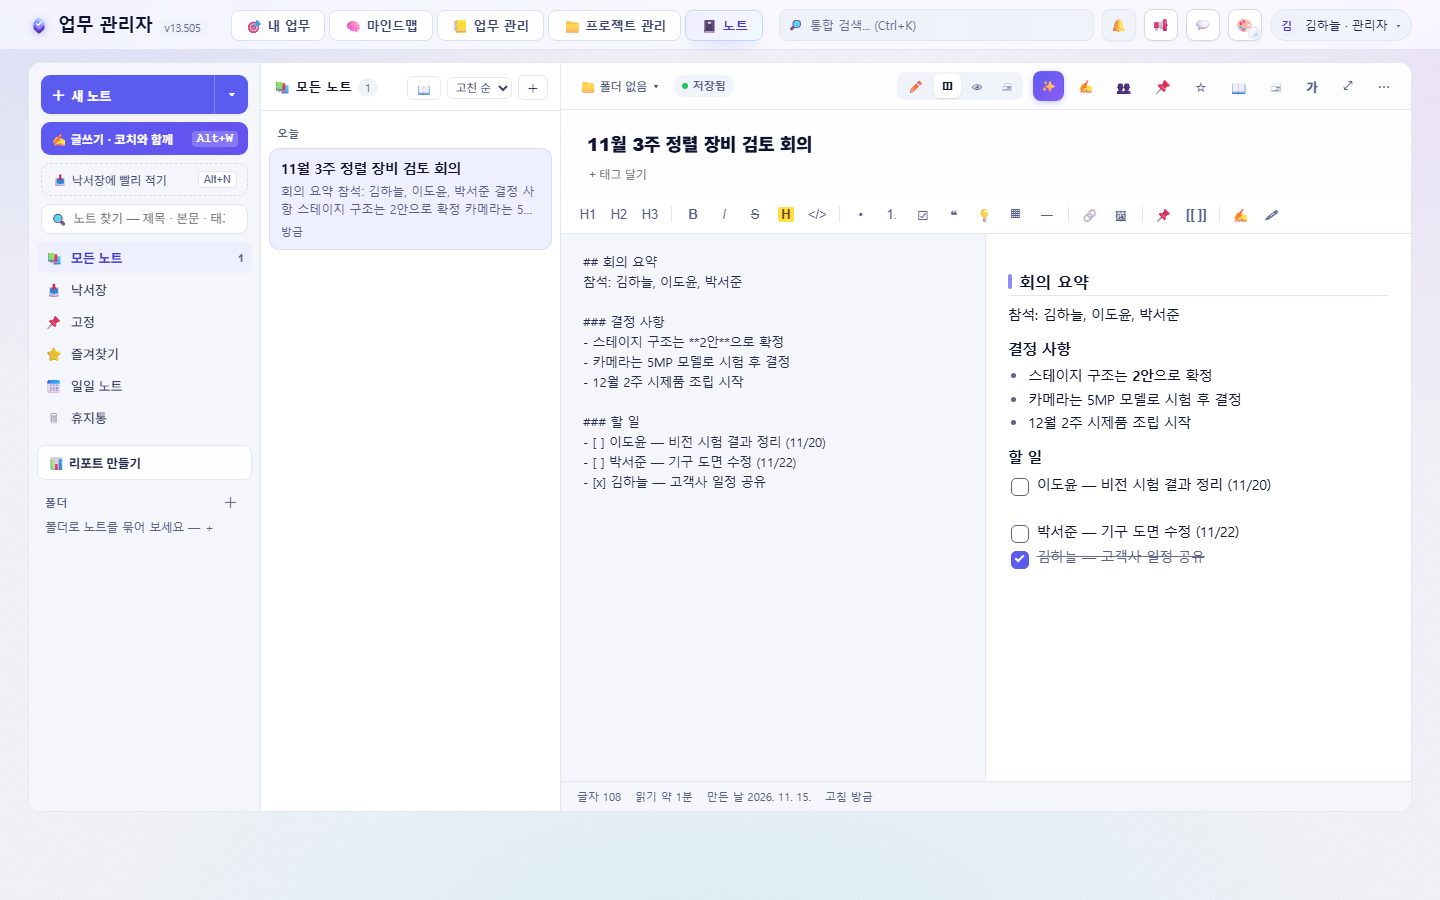 업무 관리자 v13.505
내 업무
마인드맵
업무 관리
프로젝트 관리
노트
통합 검색... (Ctrl+K)
김 김하늘 · 관리자
+ 새 노트
글쓰기 · 코치와 함께 Alt+W
낙서장에 빨리 적기 Alt+N
노트 찾기 — 제목 · 본문 · 태:
모든 노트 1
낙서장
고정
즐겨찾기
일일 노트
휴지통
리포트 만들기
폴더 +
폴더로 노트를 묶어 보세요 — +
모든 노트 1
고친 순
+
오늘
11월 3주 정렬 장비 검토 회의
회의 요약 참석: 김하늘, 이도윤, 박서준 결정 사
항 스테이지 구조는 2안으로 확정 카메라는 5...
방금
폴더 없음
저장됨
가
11월 3주 정렬 장비 검토 회의
+ 태그 달기
H1 H2 H3 B I S H </> • 1. ☑ ❝ — [[ ]]
## 회의 요약
참석: 김하늘, 이도윤, 박서준
### 결정 사항
- 스테이지 구조는 **2안**으로 확정
- 카메라는 5MP 모델로 시험 후 결정
- 12월 2주 시제품 조립 시작
### 할 일
- [ ] 이도윤 — 비전 시험 결과 정리 (11/20)
- [ ] 박서준 — 기구 도면 수정 (11/22)
- [x] 김하늘 — 고객사 일정 공유
회의 요약
참석: 김하늘, 이도윤, 박서준
결정 사항
• 스테이지 구조는 2안으로 확정
• 카메라는 5MP 모델로 시험 후 결정
• 12월 2주 시제품 조립 시작
할 일
이도윤 — 비전 시험 결과 정리 (11/20)
박서준 — 기구 도면 수정 (11/22)
김하늘 — 고객사 일정 공유
글자 108 읽기 약 1분 만든 날 2026. 11. 15. 고침 방금